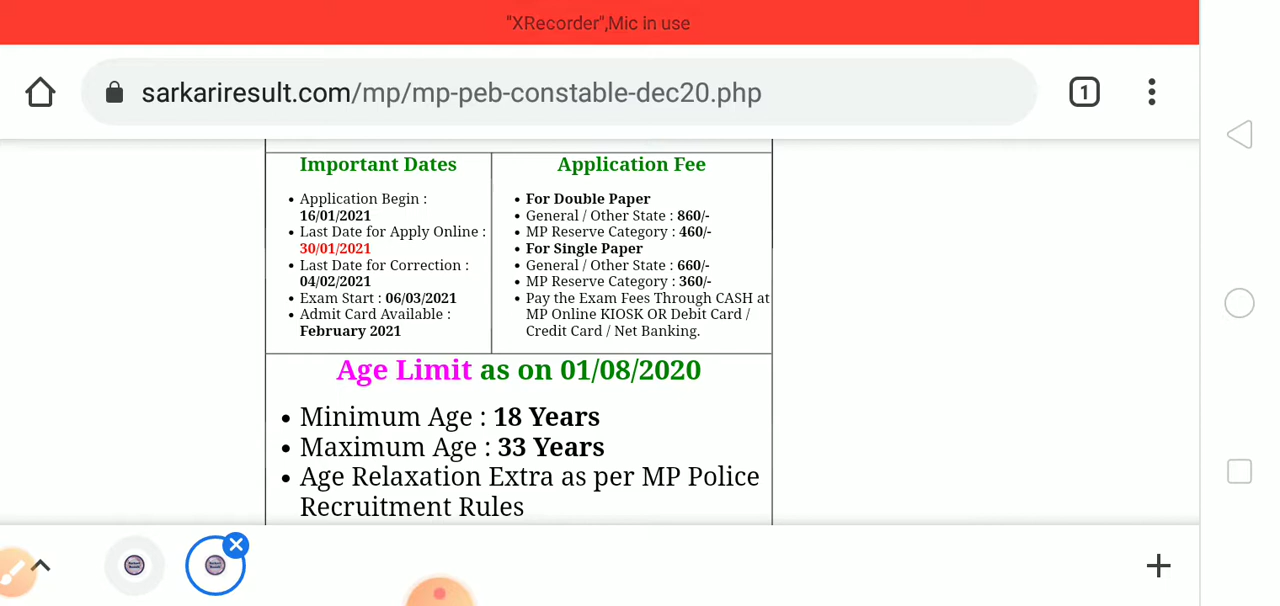 "XRecorder",Mic in use
sarkariresult.com/mp/mp-peb-constable-dec20.php
1
Important Dates
Application Begin :
16/01/2021
Last Date for Apply Online :
30/01/2021
Last Date for Correction :
04/02/2021
Exam Start : 06/03/2021
Admit Card Available :
February 2021
Application Fee
For Double Paper
General / Other State : 860/-
MP Reserve Category : 460/-
For Single Paper
General / Other State : 660/-
MP Reserve Category : 360/-
Pay the Exam Fees Through CASH at
MP Online KIOSK OR Debit Card /
Credit Card / Net Banking.
Age Limit as on 01/08/2020
Minimum Age : 18 Years
Maximum Age : 33 Years
Age Relaxation Extra as per MP Police
Recruitment Rules